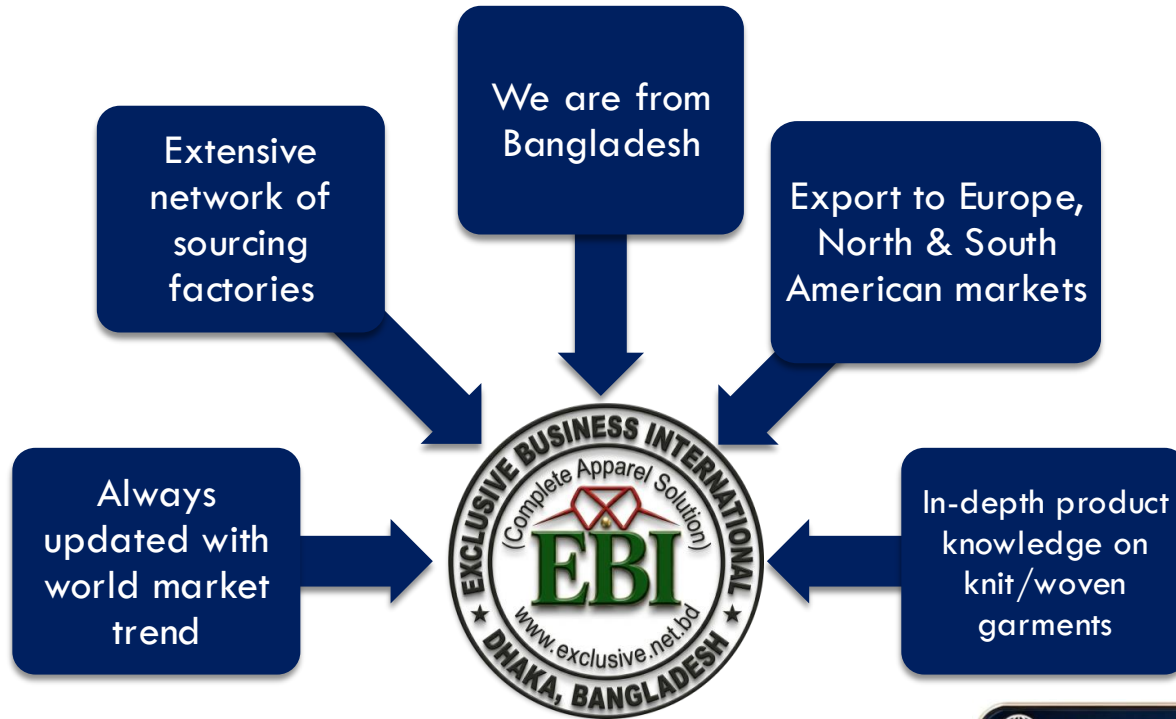 We are from
Bangladesh
Extensive
network of
sourcing
factories
Export to Europe,
North & South
American markets
Always
updated with
world market
trend
In-depth product
knowledge on
knit/woven
garments
EXCLUSIVE BUSINESS INTERNATIONAL
(Complete Apparel Solution)
EBI
www.exclusive.net.bd
★ DHAKA, BANGLADESH ★